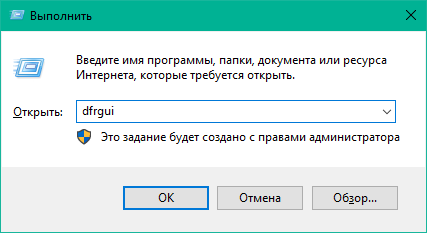 Выполнить
Введите имя программы, папки, документа или ресурса
Интернета, которые требуется открыть.
Открыть: dfrgui
Это задание будет создано с правами администратора
ОК Отмена Обзор...